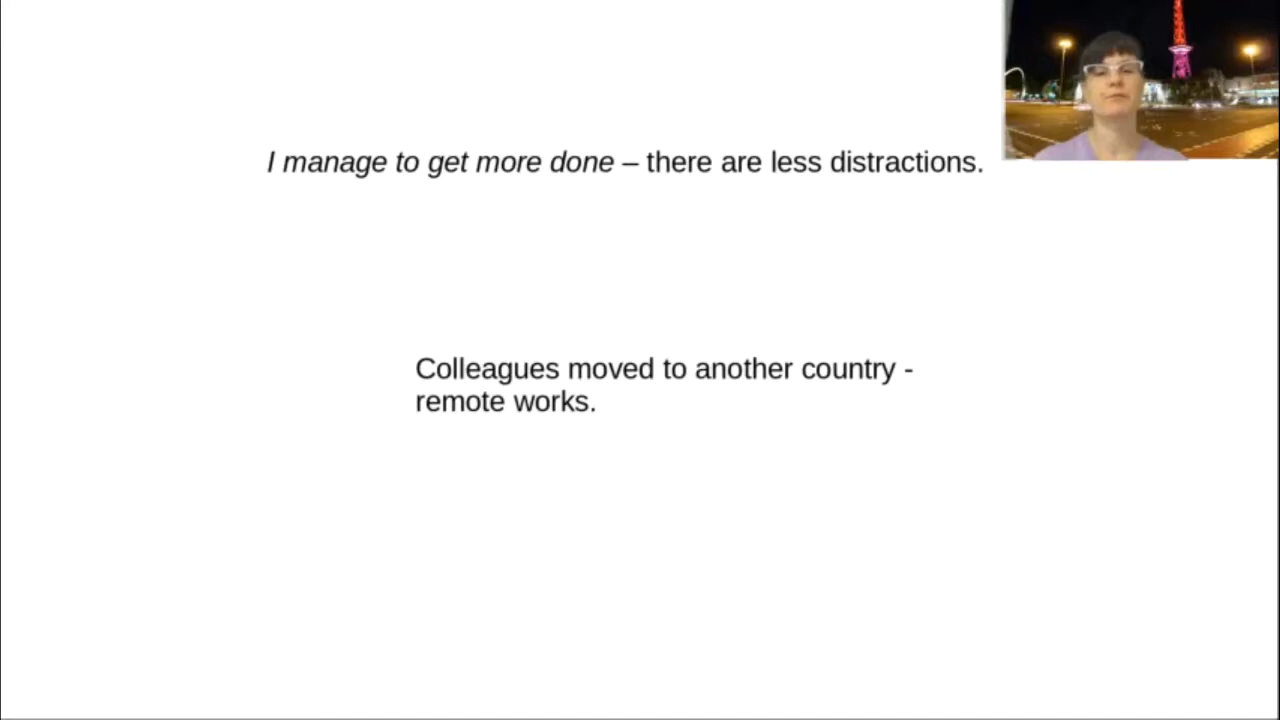 I manage to get more done – there are less distractions.
Colleagues moved to another country -
remote works.